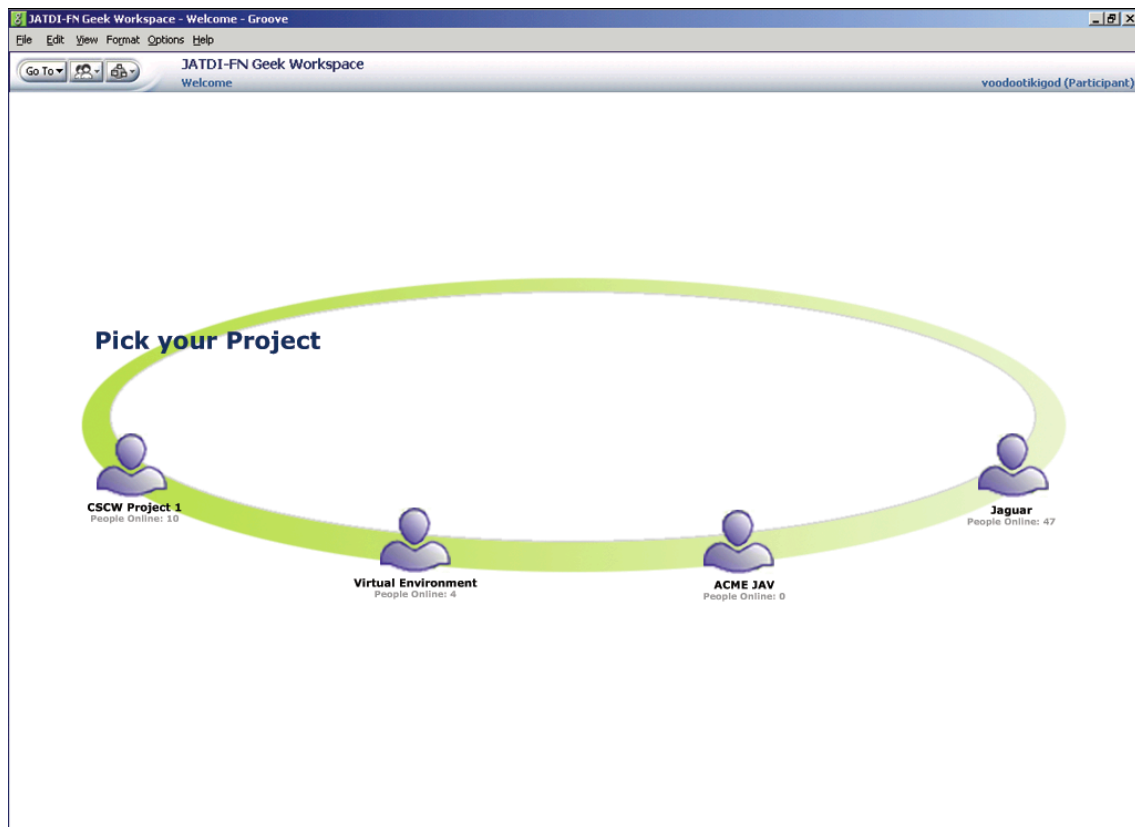 JATDI-FN Geek Workspace - Welcome - Groove
File Edit View Format Options Help
Go To
JATDI-FN Geek Workspace
Welcome
voodootikigod (Participant)
Pick your Project
CSCW Project 1
People Online: 10
Virtual Environment
People Online: 4
ACME JAV
People Online: 0
Jaguar
People Online: 47